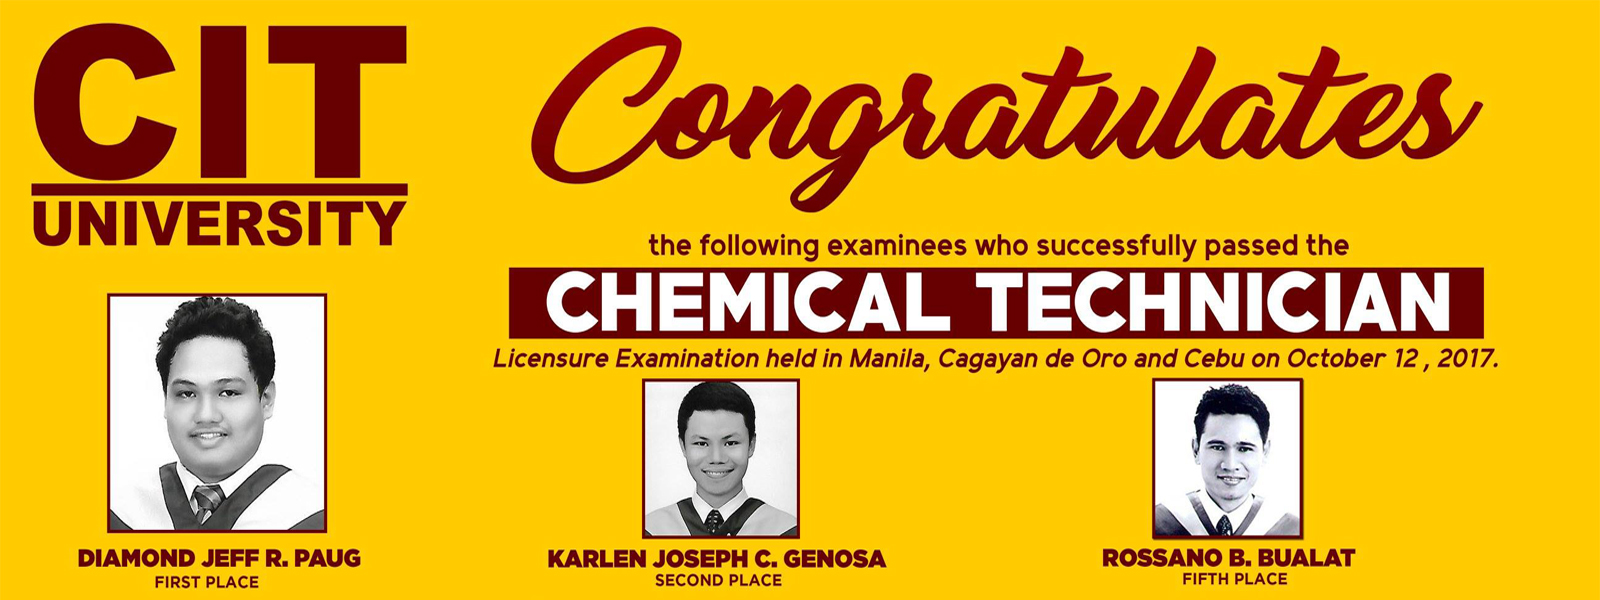 CIT
UNIVERSITY
Congratulates
the following examinees who successfully passed the
CHEMICAL TECHNICIAN
Licensure Examination held in Manila, Cagayan de Oro and Cebu on October 12 , 2017.
DIAMOND JEFF R. PAUG
FIRST PLACE
KARLEN JOSEPH C. GENOSA
SECOND PLACE
ROSSANO B. BUALAT
FIFTH PLACE